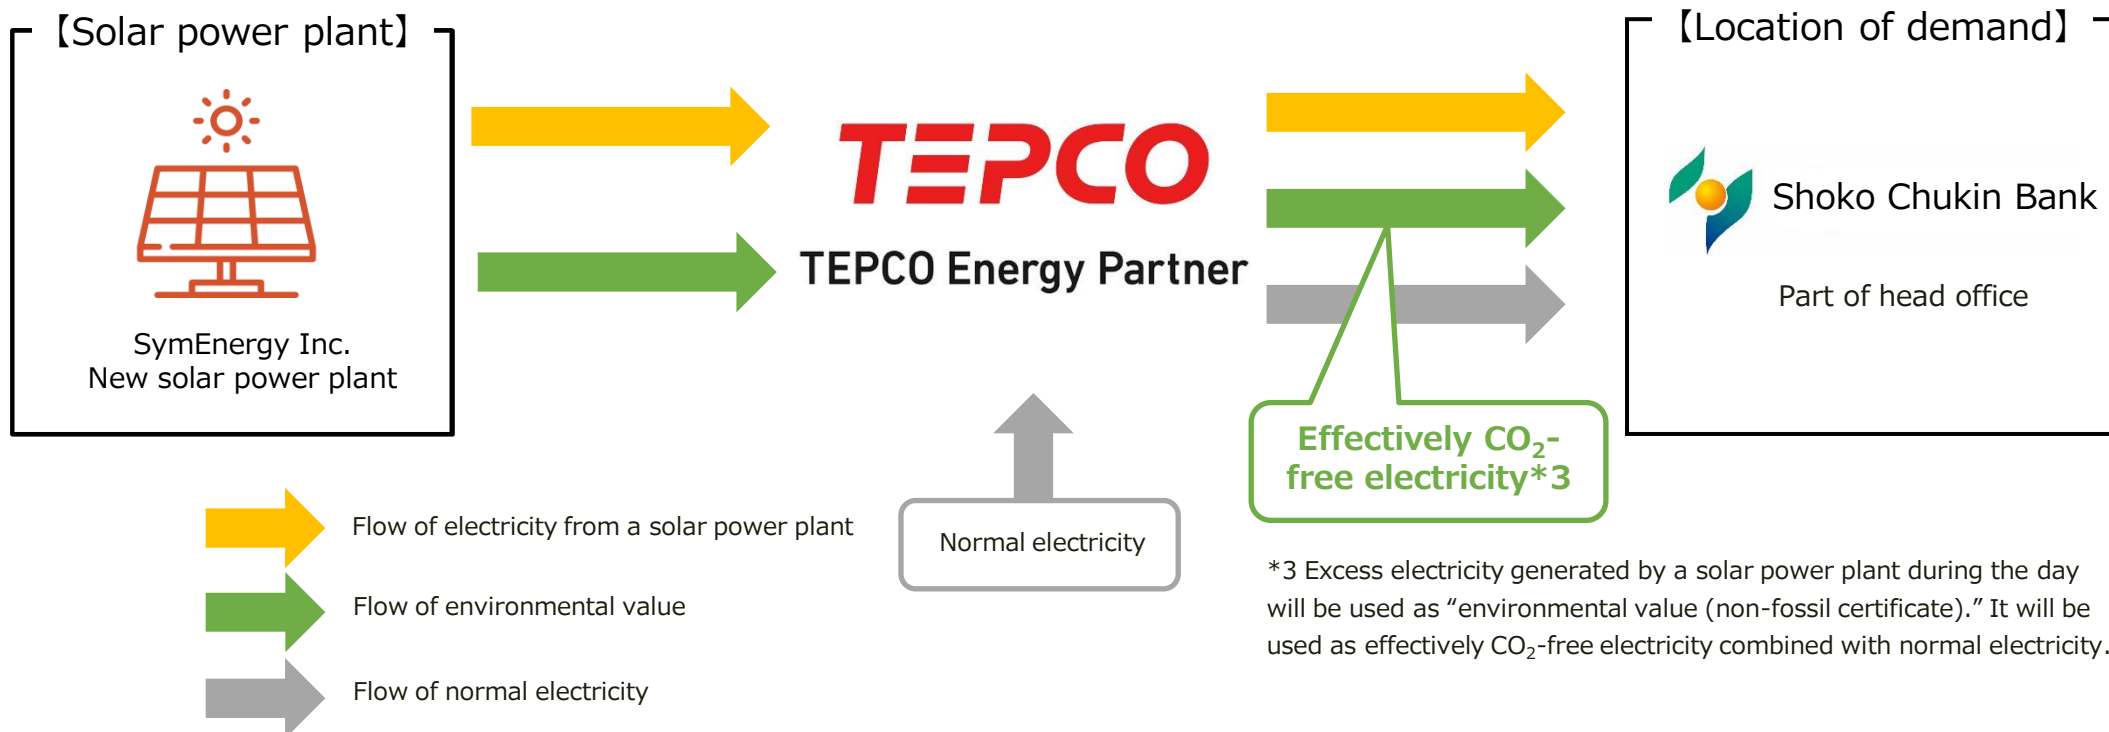 【Solar power plant】
SymEnergy Inc.
New solar power plant
TEPCO
TEPCO Energy Partner
【Location of demand】
Shoko Chukin Bank
Part of head office
Effectively CO₂-
free electricity*3
Normal electricity
Flow of electricity from a solar power plant
Flow of environmental value
Flow of normal electricity
*3 Excess electricity generated by a solar power plant during the day
will be used as “environmental value (non-fossil certificate).” It will be
used as effectively CO₂-free electricity combined with normal electricity.